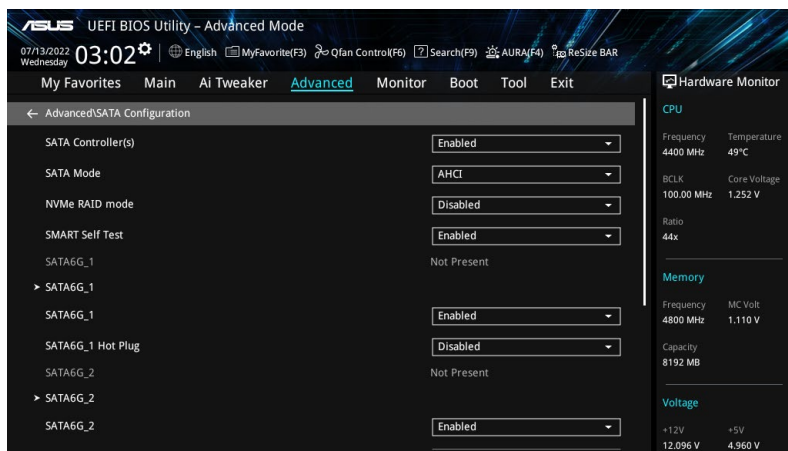 ASUS UEFI BIOS Utility – Advanced Mode
07/13/2022 Wednesday 03:02 English MyFavorite(F3) Qfan Control(F6) ? Search(F9) AURA(F4) ReSize BAR
My Favorites Main Ai Tweaker Advanced Monitor Boot Tool Exit
Hardware Monitor
← Advanced\SATA Configuration
SATA Controller(s) Enabled
SATA Mode AHCI
NVMe RAID mode Disabled
SMART Self Test Enabled
SATA6G_1 Not Present
> SATA6G_1
SATA6G_1 Enabled
SATA6G_1 Hot Plug Disabled
SATA6G_2 Not Present
> SATA6G_2
SATA6G_2 Enabled
CPU
Frequency Temperature
4400 MHz 49°C
BCLK Core Voltage
100.00 MHz 1.252 V
Ratio
44x
Memory
Frequency MC Volt
4800 MHz 1.110 V
Capacity
8192 MB
Voltage
+12V +5V
12.096 V 4.960 V